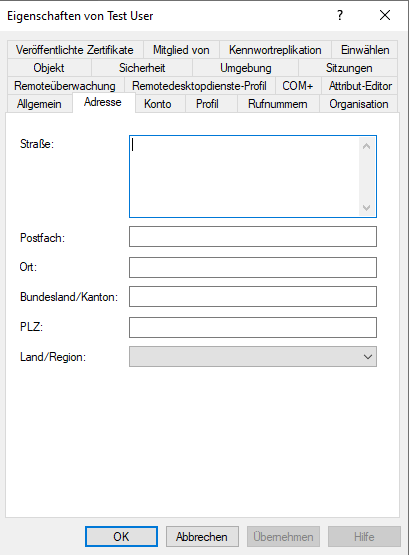 Eigenschaften von Test User
? ×
Veröffentlichte Zertifikate Mitglied von Kennwortreplikation Einwählen
Objekt Sicherheit Umgebung Sitzungen
Remoteüberwachung Remotedesktopdienste-Profil COM+ Attribut-Editor
Allgemein Adresse Konto Profil Rufnummern Organisation
Straße:
Postfach:
Ort:
Bundesland/Kanton:
PLZ:
Land/Region:
OK Abbrechen Übernehmen Hilfe